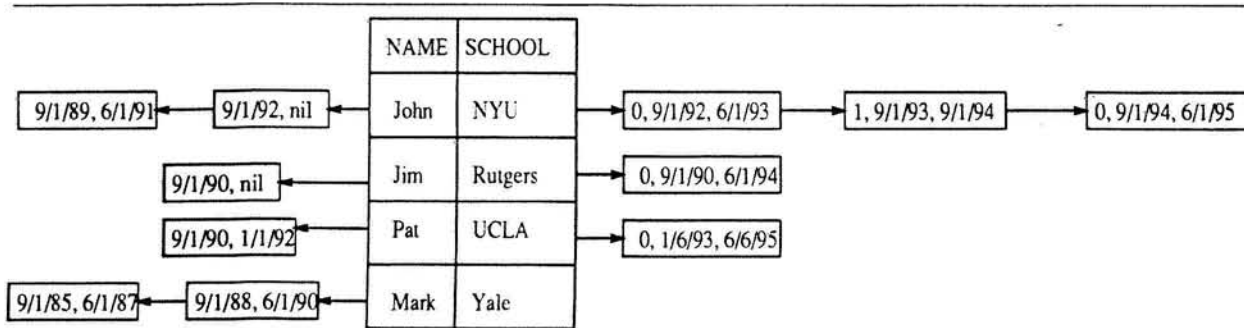 NAME SCHOOL
9/1/89, 6/1/91 9/1/92, nil John NYU 0, 9/1/92, 6/1/93 1, 9/1/93, 9/1/94 0, 9/1/94, 6/1/95
9/1/90, nil Jim Rutgers 0, 9/1/90, 6/1/94
9/1/90, 1/1/92 Pat UCLA 0, 1/6/93, 6/6/95
9/1/85, 6/1/87 9/1/88, 6/1/90 Mark Yale